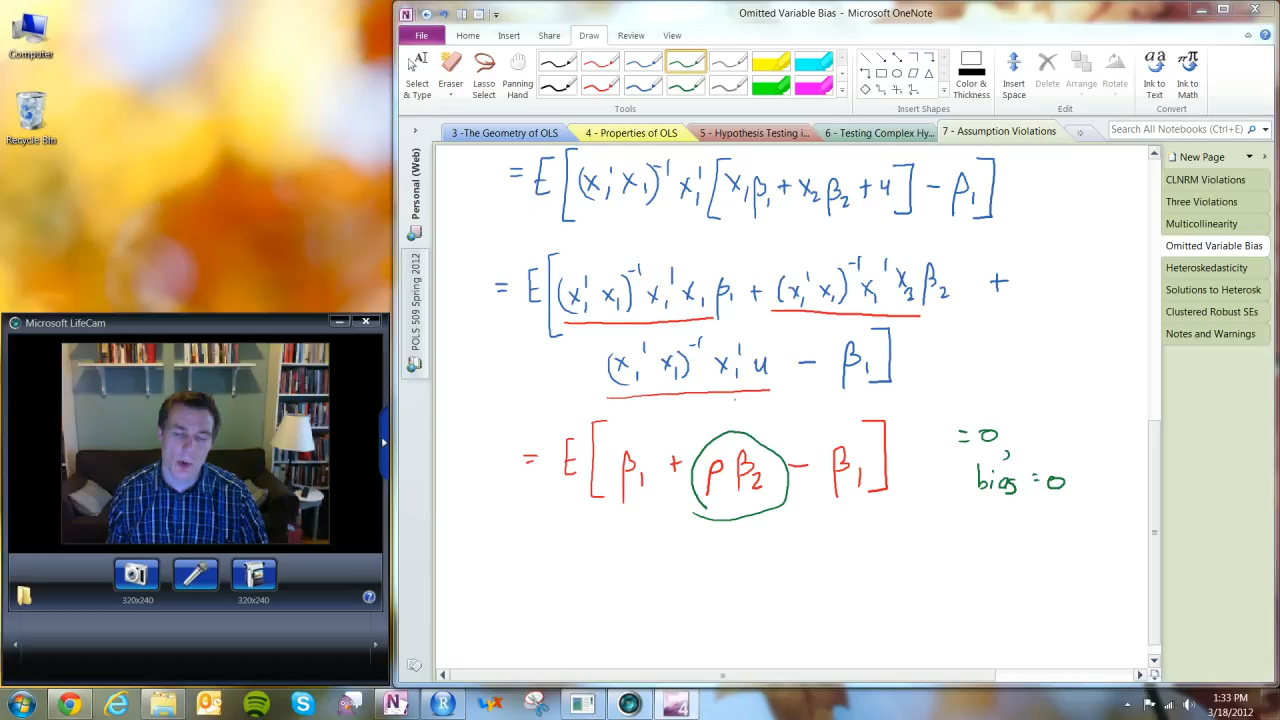 Computer
Recycle Bin
Omitted Variable Bias - Microsoft OneNote
File Home Insert Share Draw Review View
Select & Type
Eraser
Lasso Select
Panning Hand
Color & Thickness
Insert Space
Delete
Arrange
Rotate
Ink to Text
Ink to Math
Tools
Insert Shapes
Edit
Convert
3 -The Geometry of OLS
4 - Properties of OLS
5 - Hypothesis Testing i...
6 - Testing Complex Hy...
7 - Assumption Violations
Search All Notebooks (Ctrl+E)
Personal (Web)
POLS 509 Spring 2012
New Page
CLNRM Violations
Three Violations
Multicollinearity
Omitted Variable Bias
Heteroskedasticity
Solutions to Heterosk
Clustered Robust SEs
Notes and Warnings
= E[(x₁' x₁)⁻¹ x₁' [x₁β₁ + x₂β₂ + u] - β₁]
= E[(x₁' x₁)⁻¹ x₁' x₁ β₁ + (x₁' x₁)⁻¹ x₁' x₂ β₂ +
(x₁' x₁)⁻¹ x₁' u - β₁]
= E[β₁ + ρ β₂ - β₁]
= 0,
bias = 0
Microsoft LifeCam
320x240
320x240
1:33 PM
3/18/2012